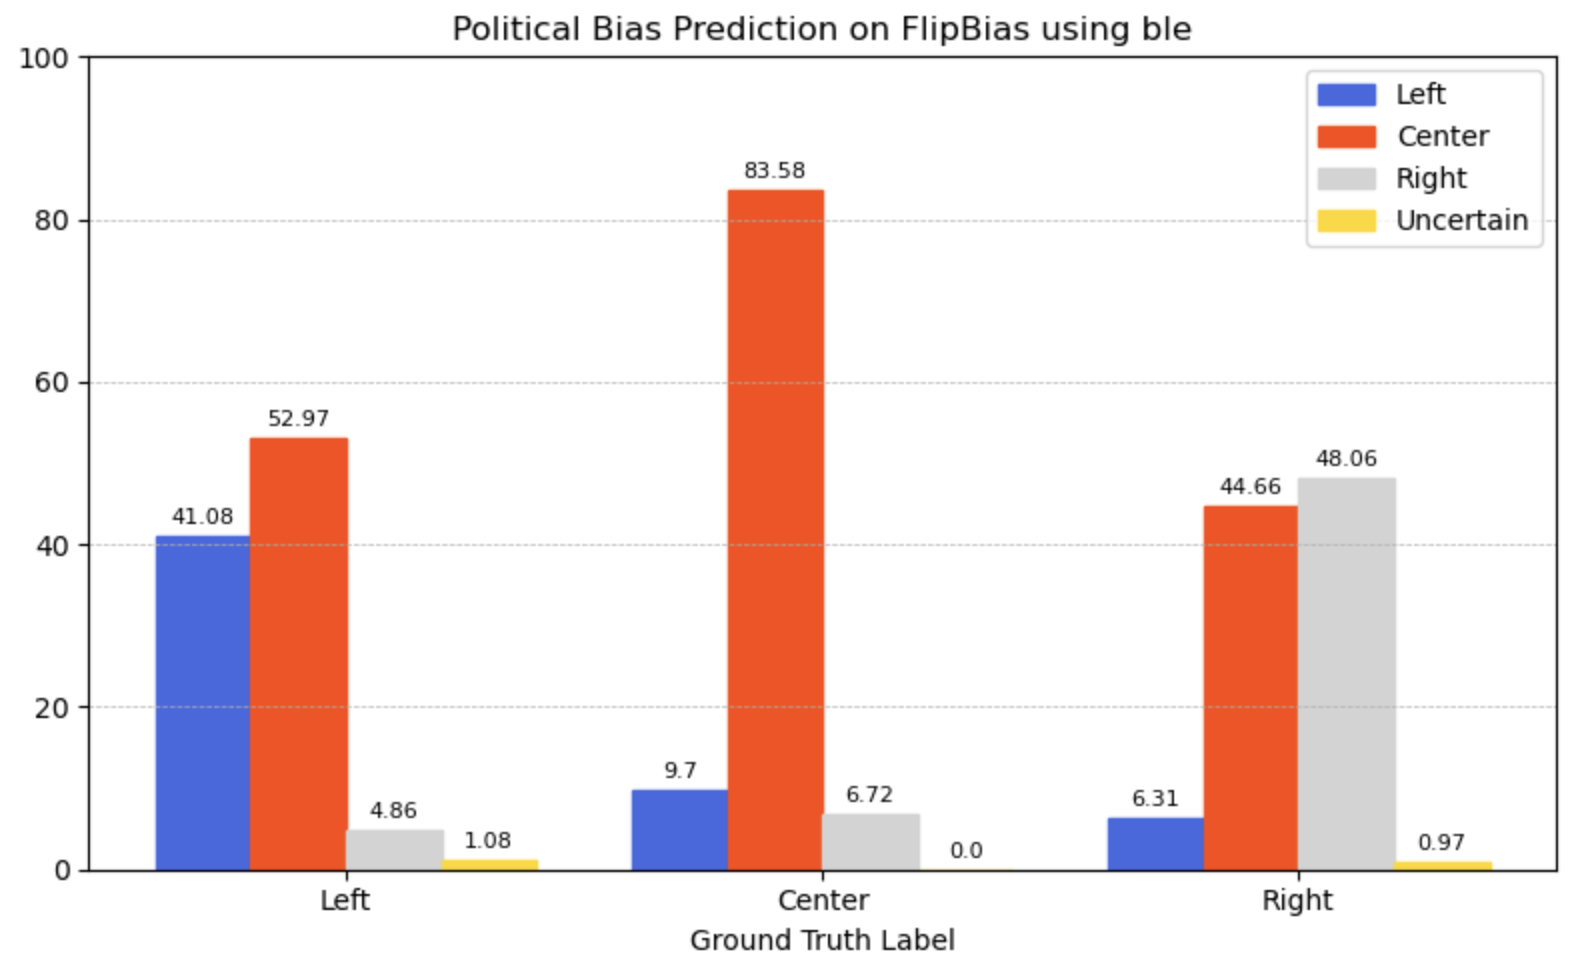 Political Bias Prediction on FlipBias using ble
100
80
60
40
20
0
Left
Center
Right
Uncertain
41.08
52.97
4.86
1.08
9.7
83.58
6.72
0.0
6.31
44.66
48.06
0.97
Left
Center
Right
Ground Truth Label